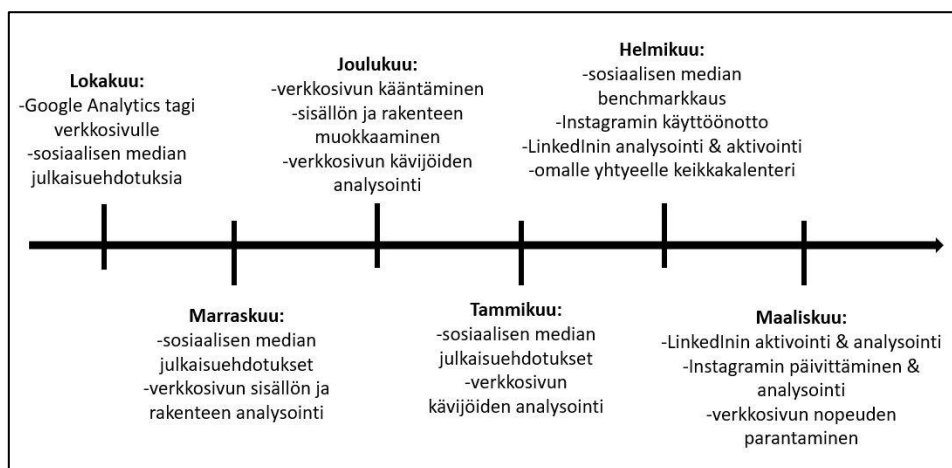 Lokakuu:
-Google Analytics tagi
verkkosivulle
-sosiaalisen median
julkaisuehdotuksia
Marraskuu:
-sosiaalisen median
julkaisuehdotukset
-verkkosivun sisällön ja
rakenteen analysointi
Joulukuu:
-verkkosivun kääntäminen
-sisällön ja rakenteen
muokkaaminen
-verkkosivun kävijöiden
analysointi
Tammikuu:
-sosiaalisen median
julkaisuehdotukset
-verkkosivun
kävijöiden analysointi
Helmikuu:
-sosiaalisen median
benchmarkkaus
-Instagramin käyttöönotto
-LinkedInin analysointi & aktivointi
-omalle yhtyeelle keikkakalenteri
Maaliskuu:
-LinkedInin aktivointi & analysointi
-Instagramin päivittäminen &
analysointi
-verkkosivun nopeuden
parantaminen